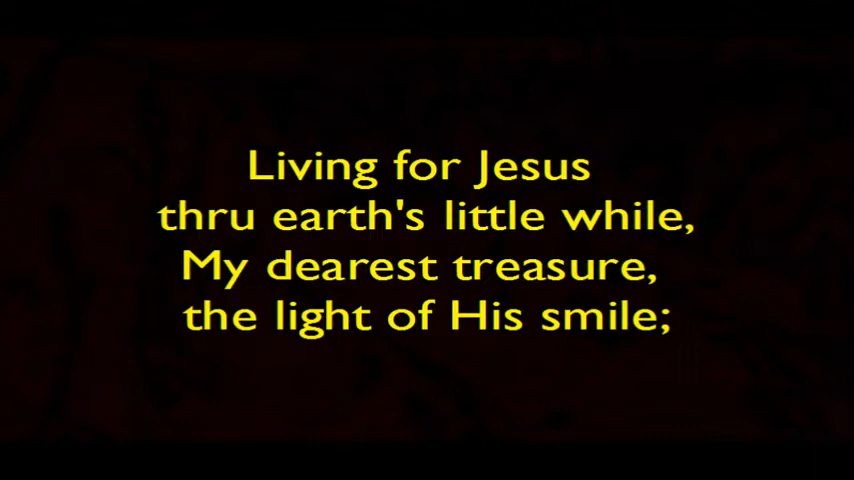 Living for Jesus
thru earth's little while,
My dearest treasure,
the light of His smile;